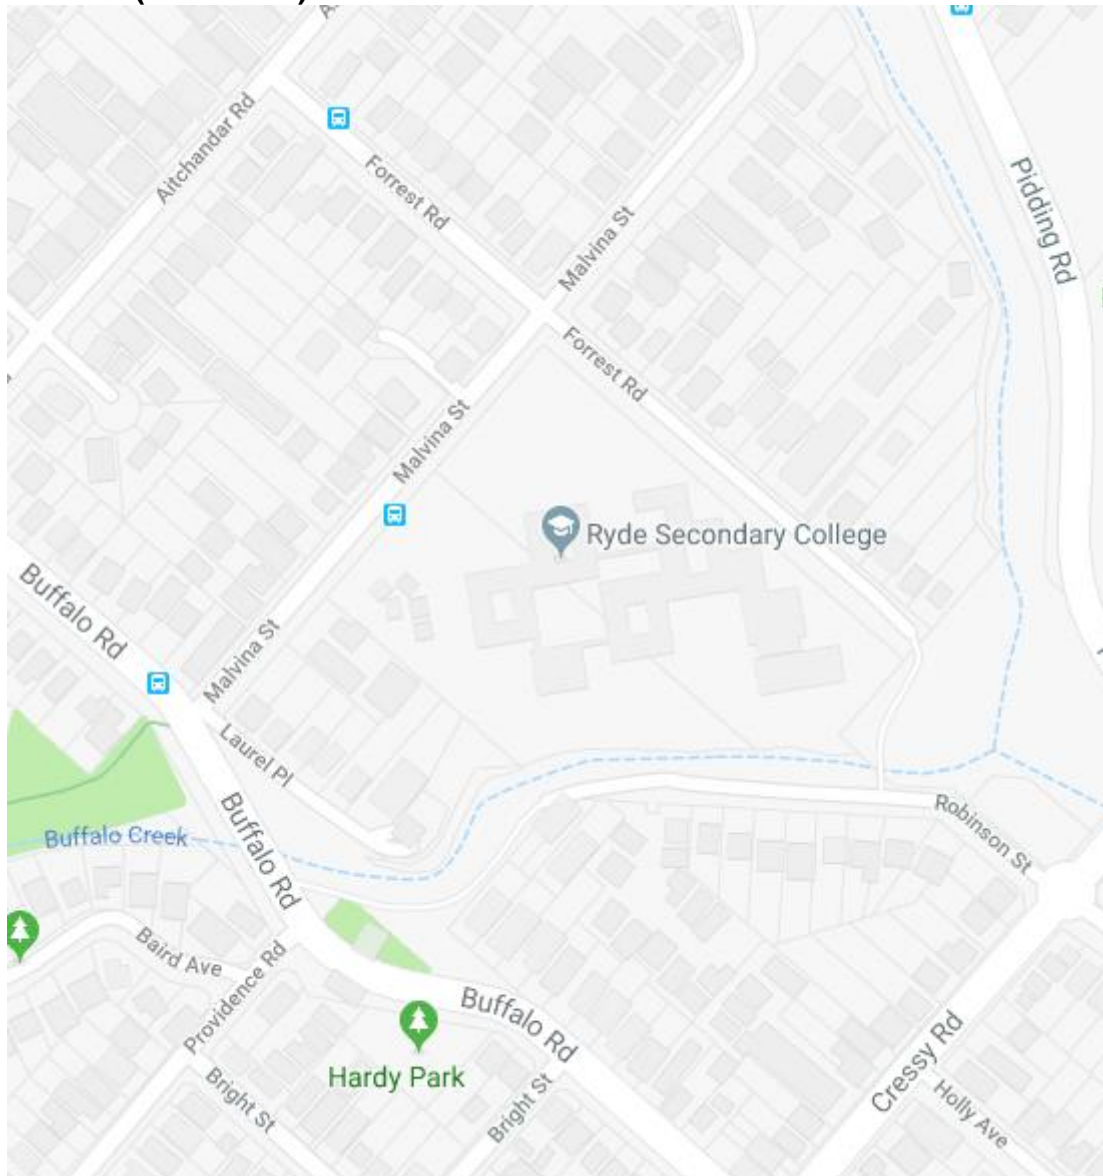 Aitchandar Rd
Forrest Rd
Malvina St
Pidding Rd
Forrest Rd
Malvina St
Ryde Secondary College
Buffalo Rd
Malvina St
Laurel Pl
Buffalo Rd
Buffalo Creek
Robinson St
Baird Ave
Providence Rd
Buffalo Rd
Hardy Park
Cressy Rd
Bright St
Bright St
Holly Ave